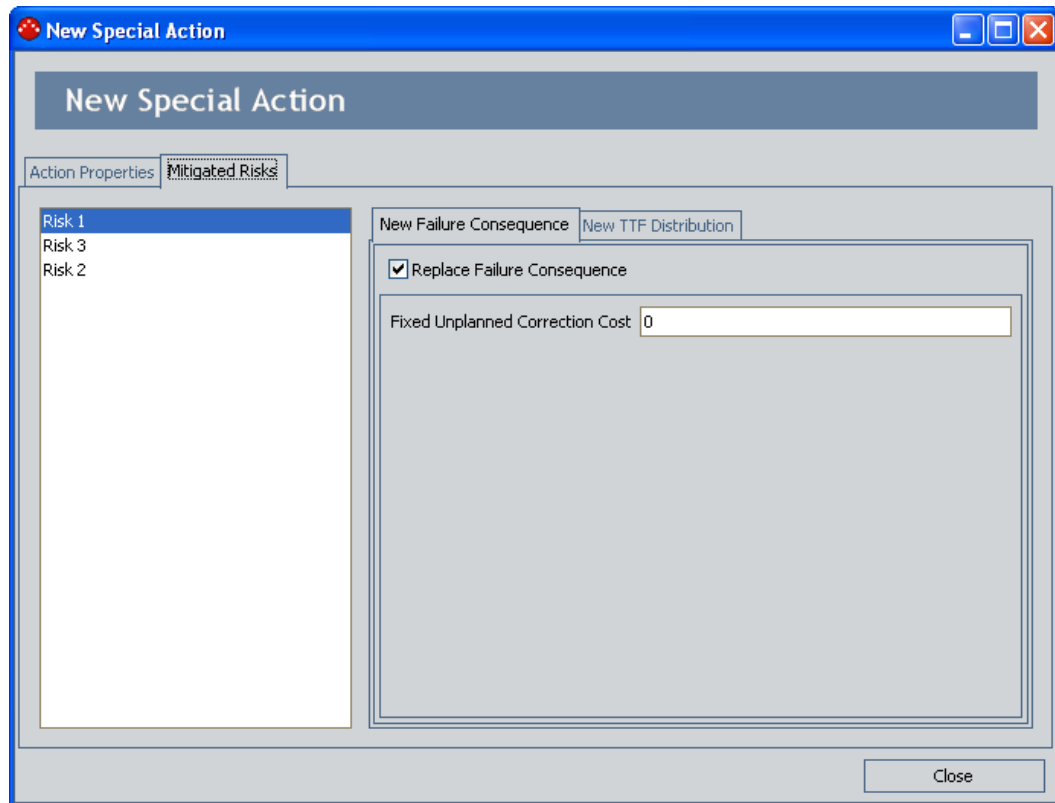 New Special Action
New Special Action
Action Properties Mitigated Risks
Risk 1
Risk 3
Risk 2
New Failure Consequence New TTF Distribution
Replace Failure Consequence
Fixed Unplanned Correction Cost 0
Close